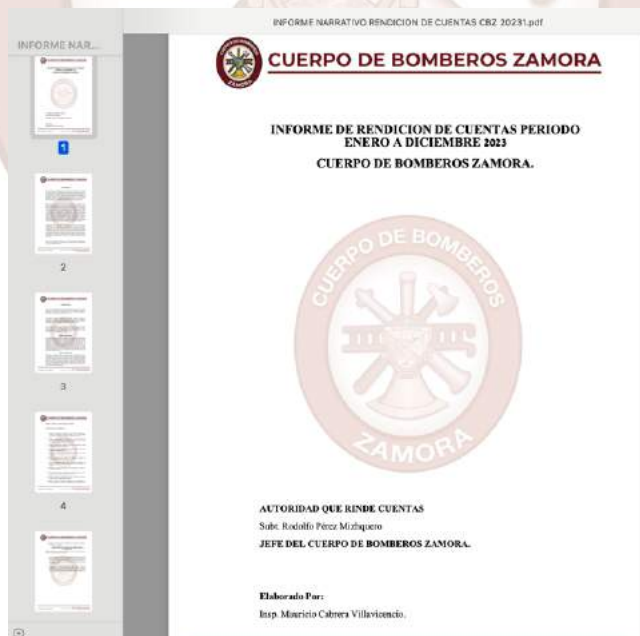 INFORME NARRATIVO RENDICION DE CUENTAS CBZ 20231.pdf
INFORME NAR...
1
2
3
4
CUERPO DE BOMBEROS ZAMORA
INFORME DE RENDICION DE CUENTAS PERIODO
ENERO A DICIEMBRE 2023
CUERPO DE BOMBEROS ZAMORA.
CUERPO DE BOMBEROS
ZAMORA
AUTORIDAD QUE RINDE CUENTAS
Subt. Rodolfo Pérez Mizhquero
JEFE DEL CUERPO DE BOMBEROS ZAMORA.
Elaborado Por:
Insp. Mauricio Cabrera Villavicencio.